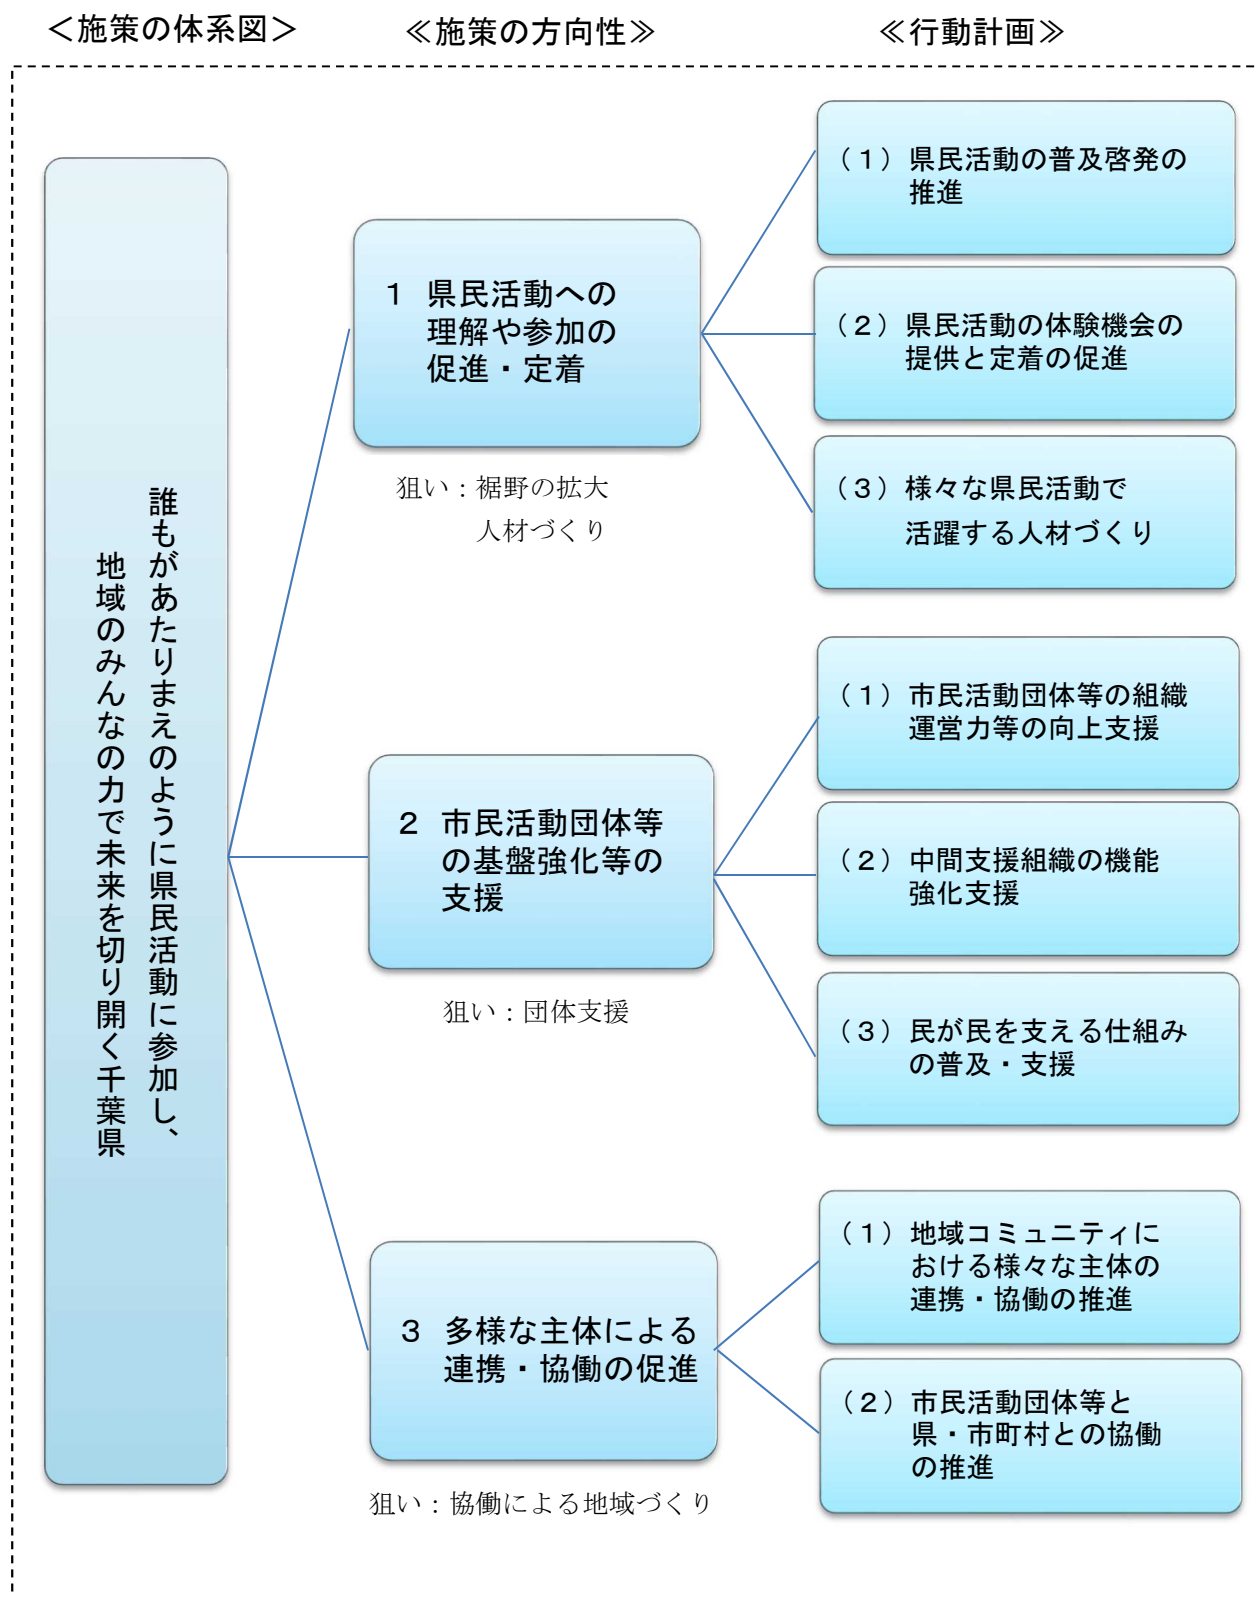 ＜施策の体系図＞
≪施策の方向性≫
≪行動計画≫
誰もがあたりまえのように県民活動に参加し、
地域のみんなの力で未来を切り開く千葉県
１ 県民活動への
理解や参加の
促進・定着
狙い：裾野の拡大
人材づくり
（１）県民活動の普及啓発の
推進
（２）県民活動の体験機会の
提供と定着の促進
（３）様々な県民活動で
活躍する人材づくり
２ 市民活動団体等
の基盤強化等の
支援
狙い：団体支援
（１）市民活動団体等の組織
運営力等の向上支援
（２）中間支援組織の機能
強化支援
（３）民が民を支える仕組み
の普及・支援
３ 多様な主体による
連携・協働の促進
狙い：協働による地域づくり
（１）地域コミュニティに
おける様々な主体の
連携・協働の推進
（２）市民活動団体等と
県・市町村との協働
の推進